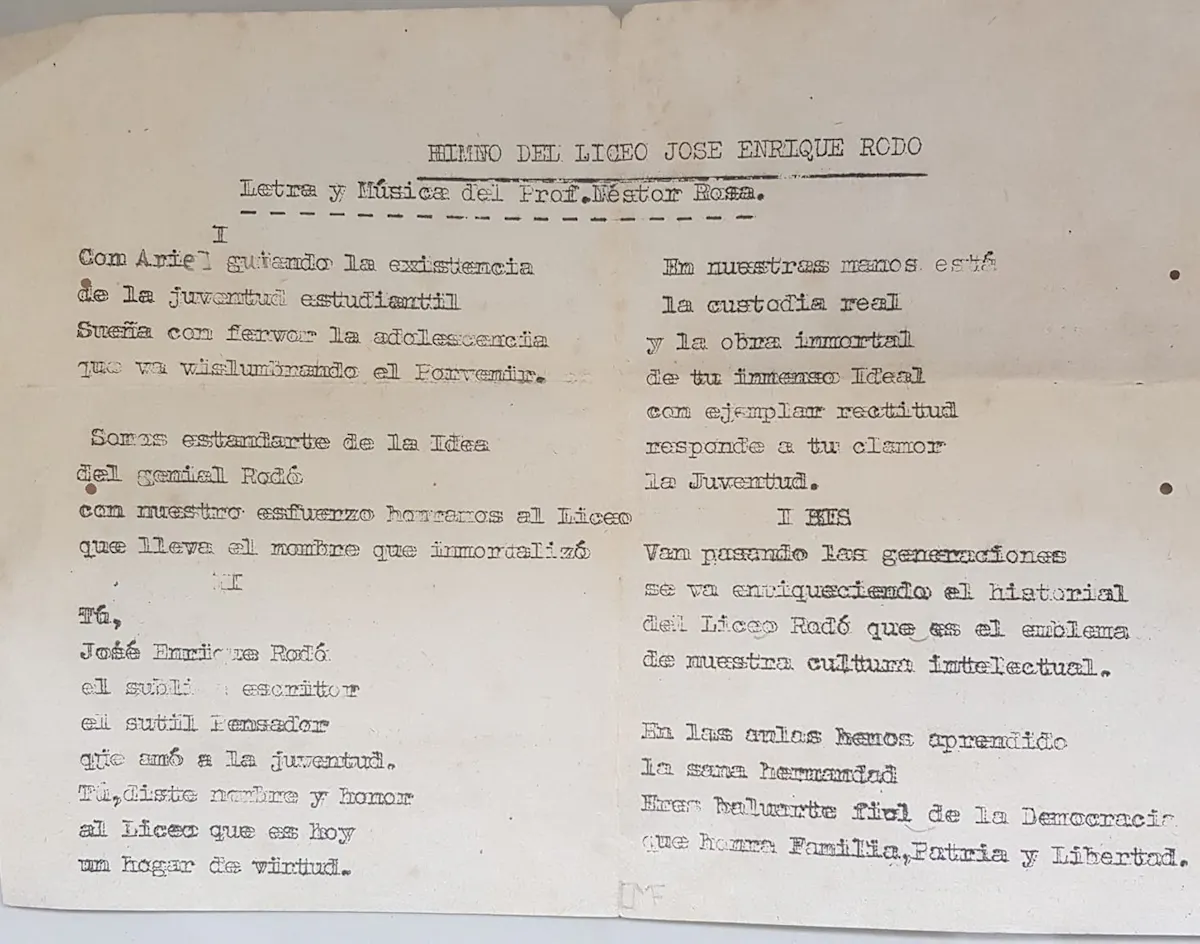 HIMNO DEL LICEO JOSE ENRIQUE RODO
Letra y Música del Prof.Néstor Rosa.
I
Con Ariel guiando la existencia
de la juventud estudiantil
Sueña con fervor la adolescencia
que va vislumbrando el Porvenir.
Somos estandarte de la Idea
del genial Rodó
con nuestro esfuerzo honramos al Liceo
que lleva el nombre que inmortalizó
II
Tú,
José Enrique Rodó
el escritor
el sutil Pensador
que amó a la juventud.
Tú,diste nombre y honor
al Liceo que es hoy
un hogar de virtud.
En nuestras manos está
la custodia real
y la obra inmortal
de tu inmenso Ideal
con ejemplar rectitud
responde a tu clamor
la Juventud.
I BIS
Van pasando las generaciones
se va enriqueciendo el historial
del Liceo Rodó que es el emblema
de nuestra cultura intelectual.
En las aulas hemos aprendido
la sana hermandad
Eres baluarte fiel de la Democracia
que honra Familia,Patria y Libertad.